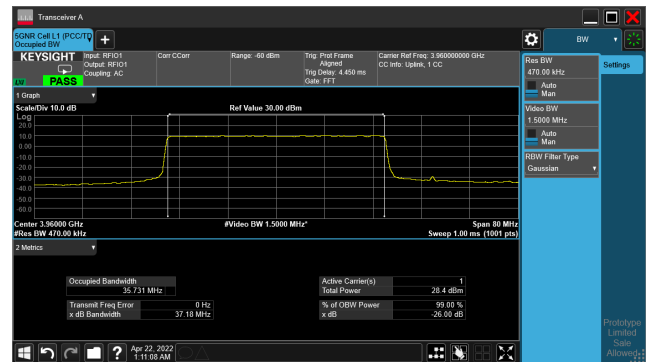 Transceiver A
5GNR Cell L1 (PCC/T
Occupied BW
BW
KEYSIGHT
LW PASS
Input: RFIO1
Output: RFIO1
Coupling: AC
Corr CCorr
Range: -60 dBm
Trig: Prot Frame
Aligned
Trig Delay: 4.450 ms
Gate: FFT
Carrier Ref Freq: 3.960000000 GHz
CC Info: Uplink, 1 CC
Res BW
470.00 kHz
Auto
Man
Video BW
1.5000 MHz
Auto
Man
RBW Filter Type
Gaussian
Settings
1 Graph
Scale/Div 10.0 dB
Ref Value 30.00 dBm
Log
20.0
10.0
0.00
-10.0
-20.0
-30.0
-40.0
-50.0
-60.0
Center 3.96000 GHz
#Video BW 1.5000 MHz*
Span 80 MHz
#Res BW 470.00 kHz
Sweep 1.00 ms (1001 pts)
2 Metrics
Occupied Bandwidth
35.731 MHz
Active Carrier(s) 1
Total Power 28.4 dBm
Transmit Freq Error 0 Hz
x dB Bandwidth 37.18 MHz
% of OBW Power 99.00 %
x dB -26.00 dB
Apr 22, 2022
1:11:08 AM
Prototype
Limited
Sale
Allowed